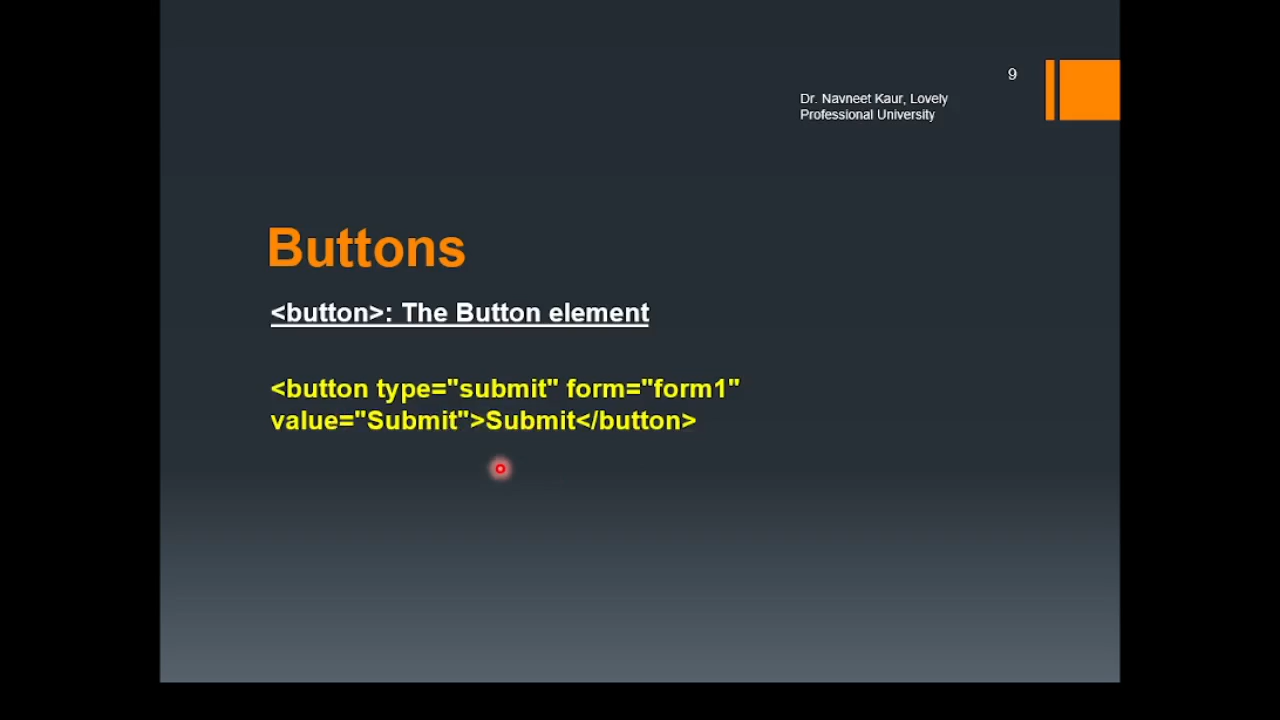 9
Dr. Navneet Kaur, Lovely
Professional University
Buttons
<button>: The Button element
<button type="submit" form="form1"
value="Submit">Submit</button>